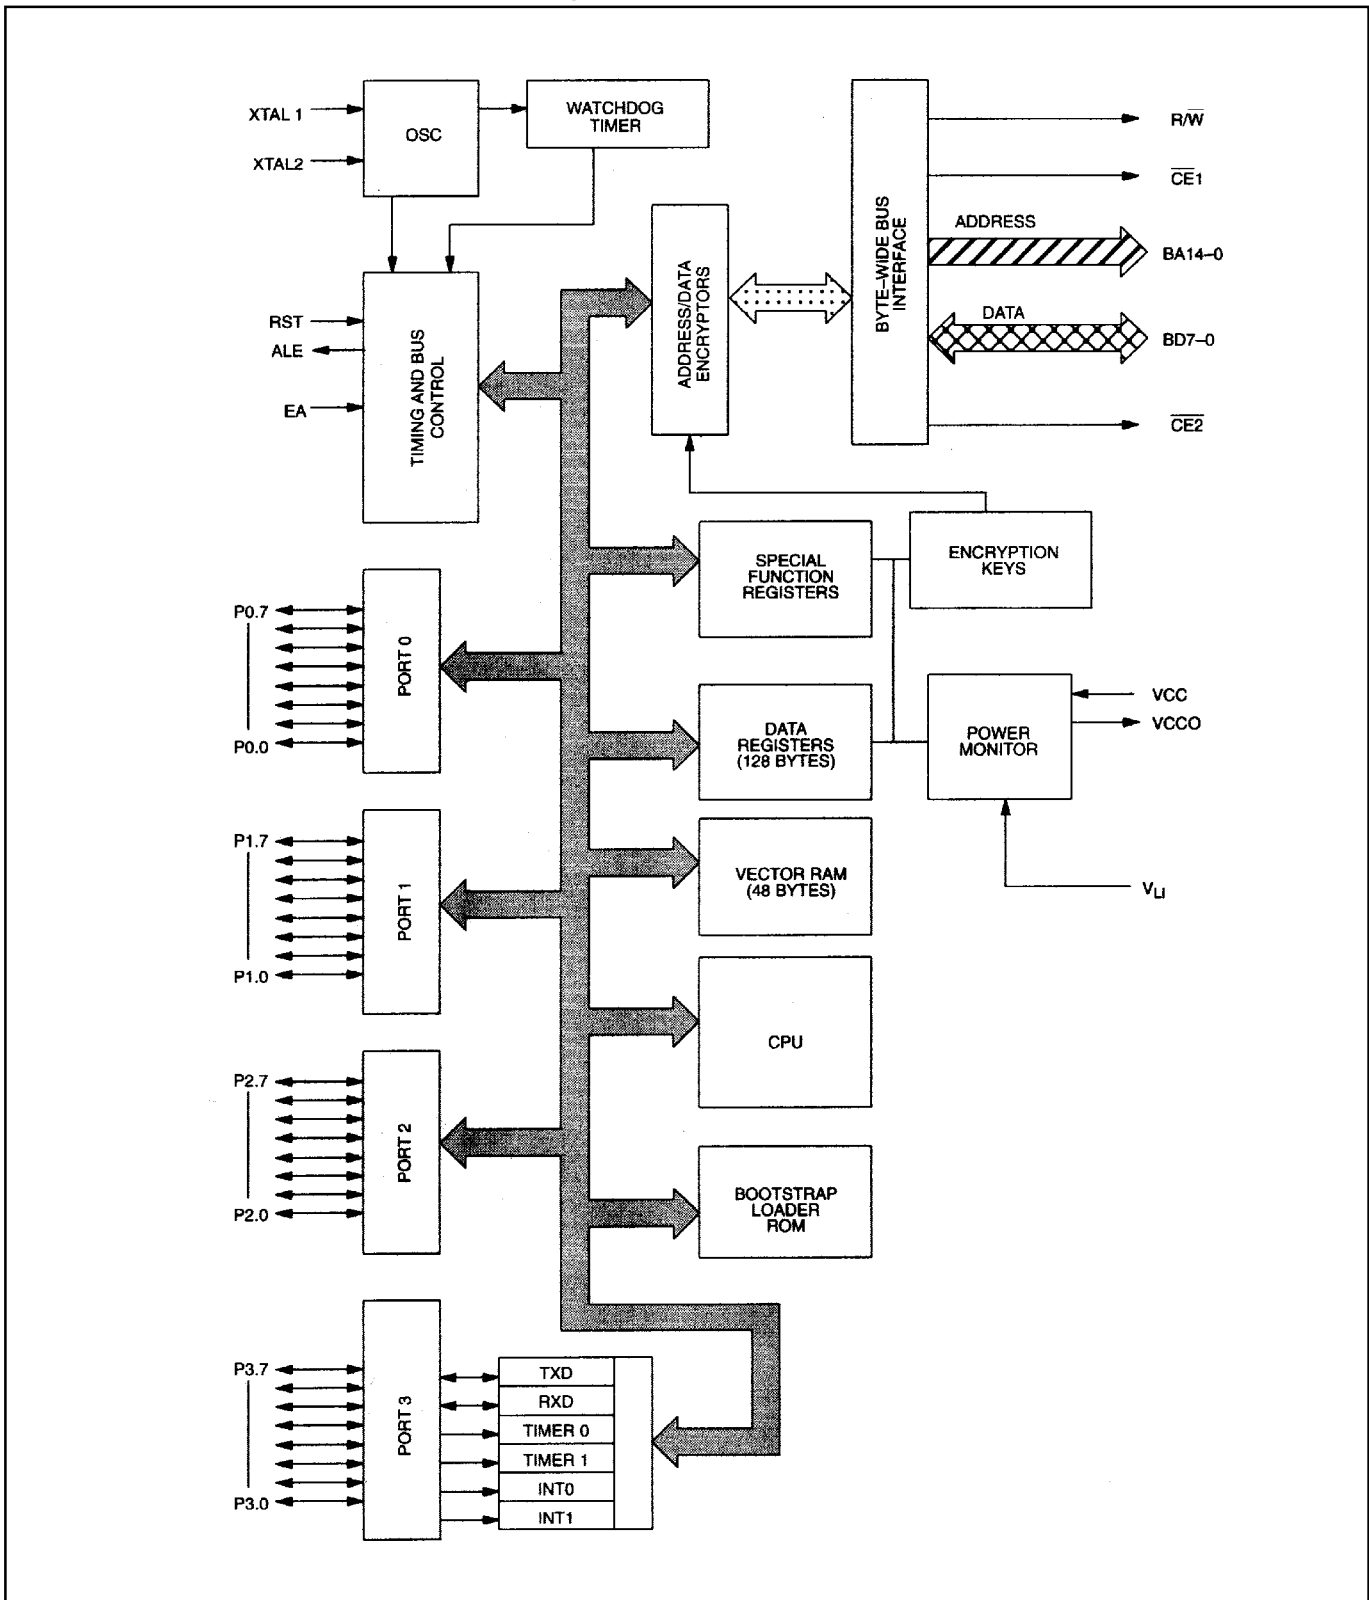 XTAL 1
XTAL2
OSC
WATCHDOG
TIMER
RST
ALE
EA
TIMING AND BUS
CONTROL
ADDRESS/DATA
ENCRYPTORS
BYTE-WIDE BUS
INTERFACE
R/W̅
C̅E̅1
ADDRESS
BA14-0
DATA
BD7-0
C̅E̅2̅
ENCRYPTION
KEYS
SPECIAL
FUNCTION
REGISTERS
P0.7
P0.0
PORT 0
DATA
REGISTERS
(128 BYTES)
POWER
MONITOR
VCC
VCCO
VLI
P1.7
P1.0
PORT 1
VECTOR RAM
(48 BYTES)
CPU
P2.7
P2.0
PORT 2
BOOTSTRAP
LOADER
ROM
P3.7
P3.0
PORT 3
TXD
RXD
TIMER 0
TIMER 1
INT0
INT1